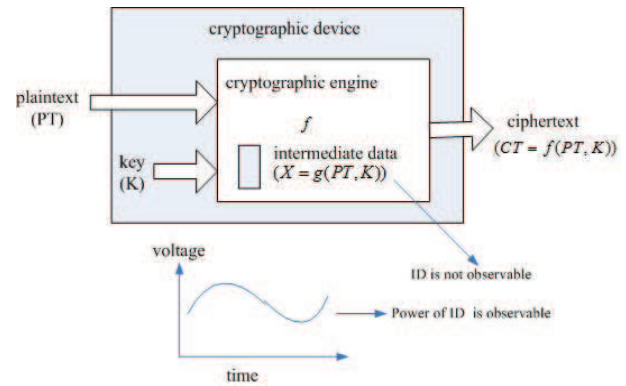 cryptographic device
cryptographic engine
plaintext
(PT)
f
ciphertext
(CT = f(PT, K))
key
(K)
intermediate data
(X = g(PT, K))
voltage
ID is not observable
Power of ID is observable
time